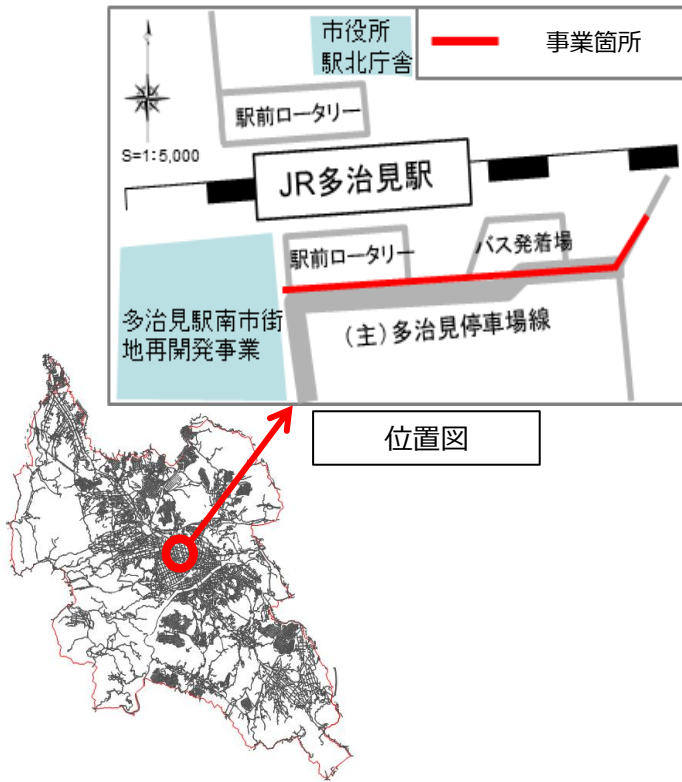 市役所
駅北庁舎
事業箇所
駅前ロータリー
S=1:5,000
JR多治見駅
駅前ロータリー
バス発着場
多治見駅南市街
地再開発事業
(主)多治見停車場線
位置図